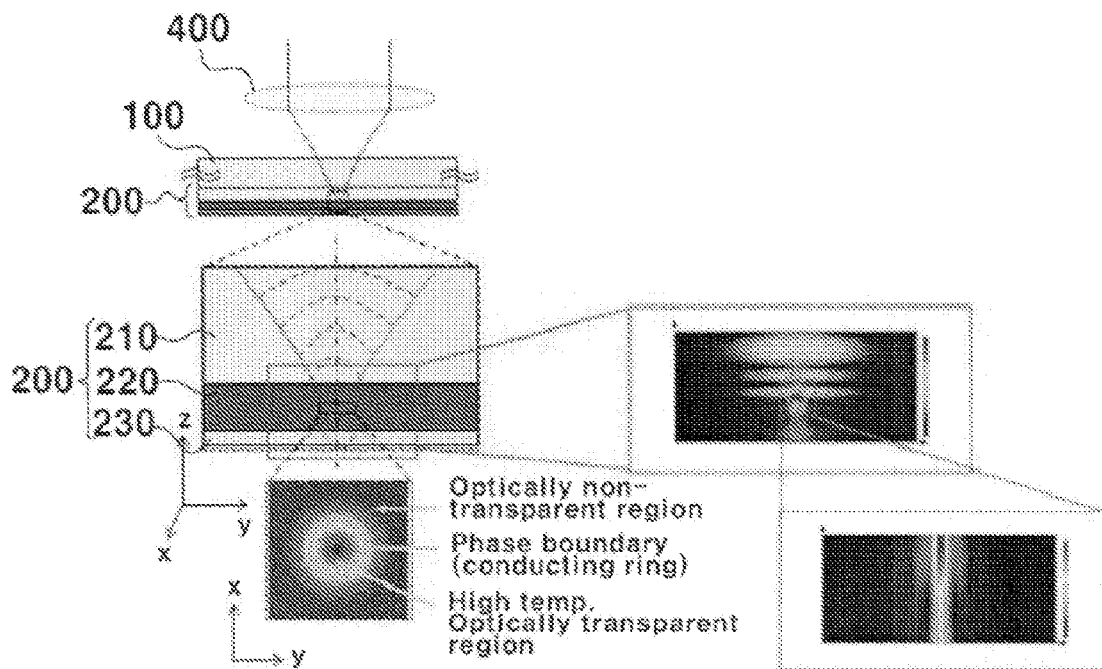 400
100
200
210
200
220
230
z
y
x
Optically non-
transparent region
Phase boundary
(conducting ring)
High temp.
Optically transparent
region
x
y